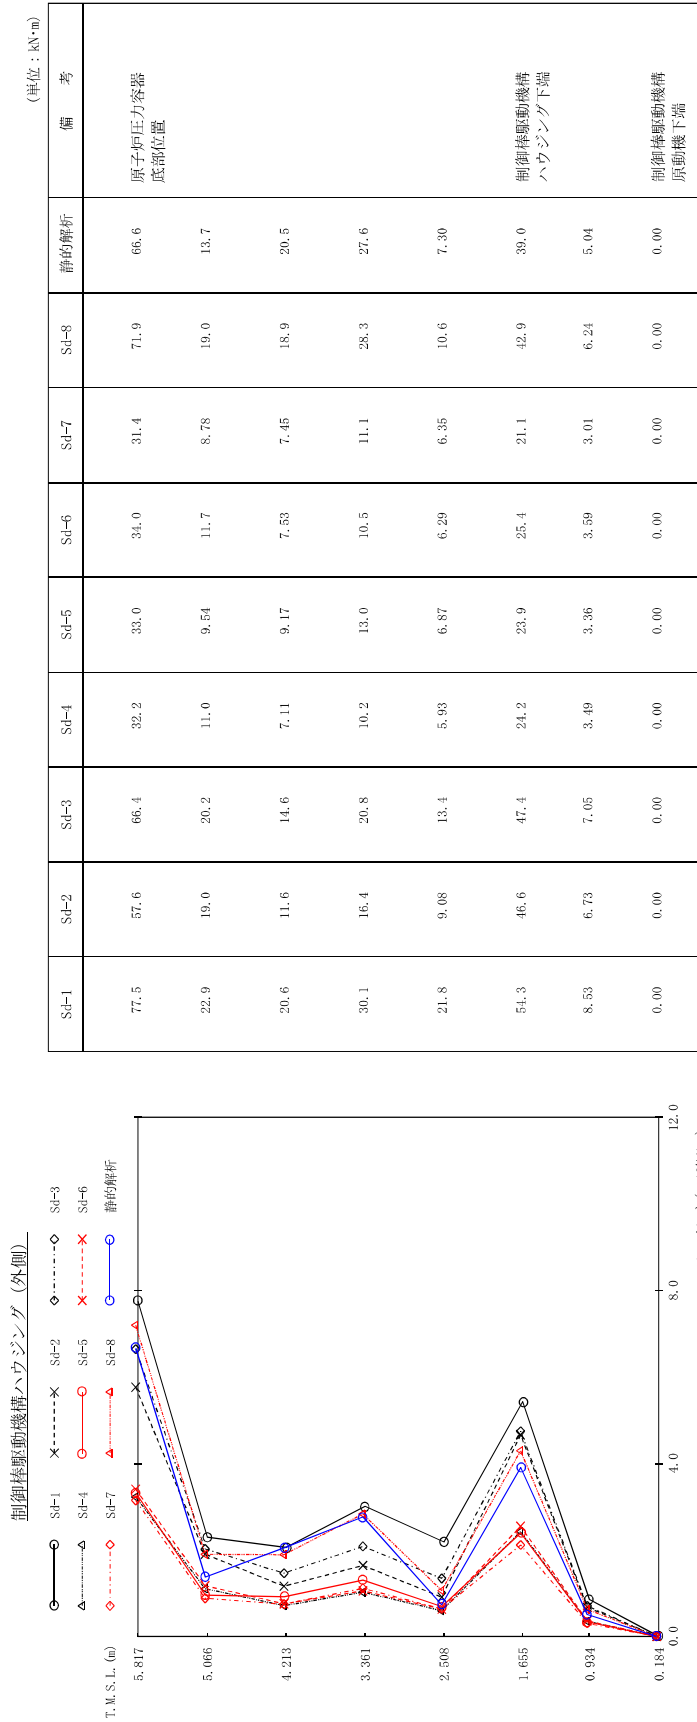 制御棒駆動機構ハウジング (外側)
Sd-1 Sd-2 Sd-3
Sd-4 Sd-5 Sd-6
Sd-7 Sd-8 静的解析
T.M.S.L.(m)
5.817
5.066
4.213
3.361
2.508
1.655
0.934
0.184
0.0 4.0 8.0 12.0
(単位：kN・m)
Sd-1 Sd-2 Sd-3 Sd-4 Sd-5 Sd-6 Sd-7 Sd-8 静的解析 備 考
77.5 57.6 66.4 32.2 33.0 34.0 31.4 71.9 66.6 原子炉圧力容器
底部位置
22.9 19.0 20.2 11.0 9.54 11.7 8.78 19.0 13.7
20.6 11.6 14.6 7.11 9.17 7.53 7.45 18.9 20.5
30.1 16.4 20.8 10.2 13.0 10.5 11.1 28.3 27.6
21.8 9.08 13.4 5.93 6.87 6.29 6.35 10.6 7.30
54.3 46.6 47.4 24.2 23.9 25.4 21.1 42.9 39.0 制御棒駆動機構
ハウジング下端
8.53 6.73 7.05 3.49 3.36 3.59 3.01 6.24 5.04
0.00 0.00 0.00 0.00 0.00 0.00 0.00 0.00 0.00 制御棒駆動機構
原動機下端